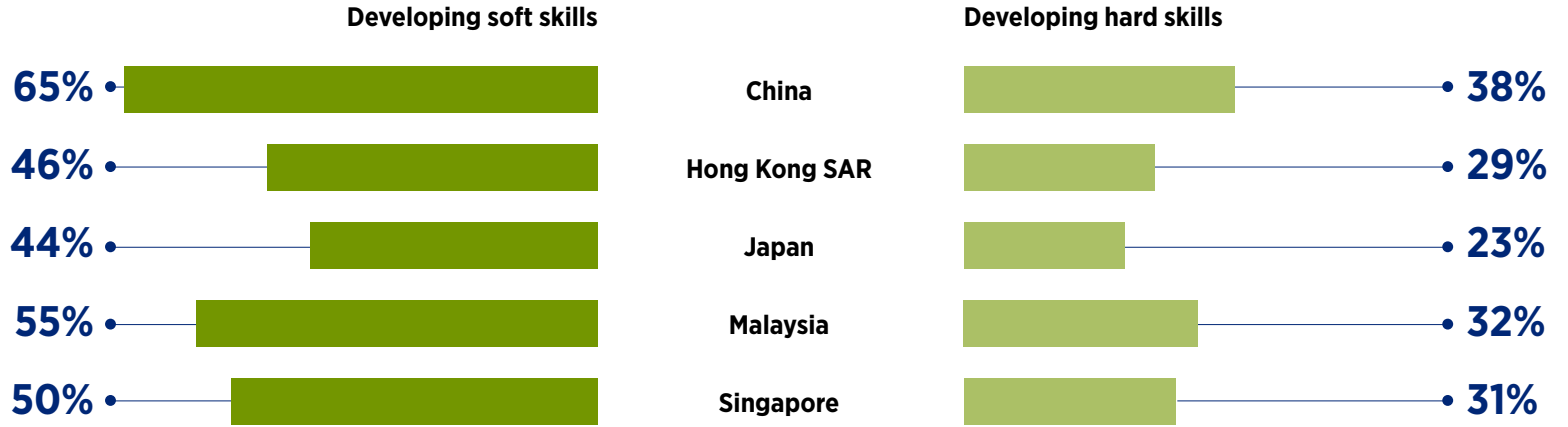 Developing soft skills
Developing hard skills
65% China 38%
46% Hong Kong SAR 29%
44% Japan 23%
55% Malaysia 32%
50% Singapore 31%